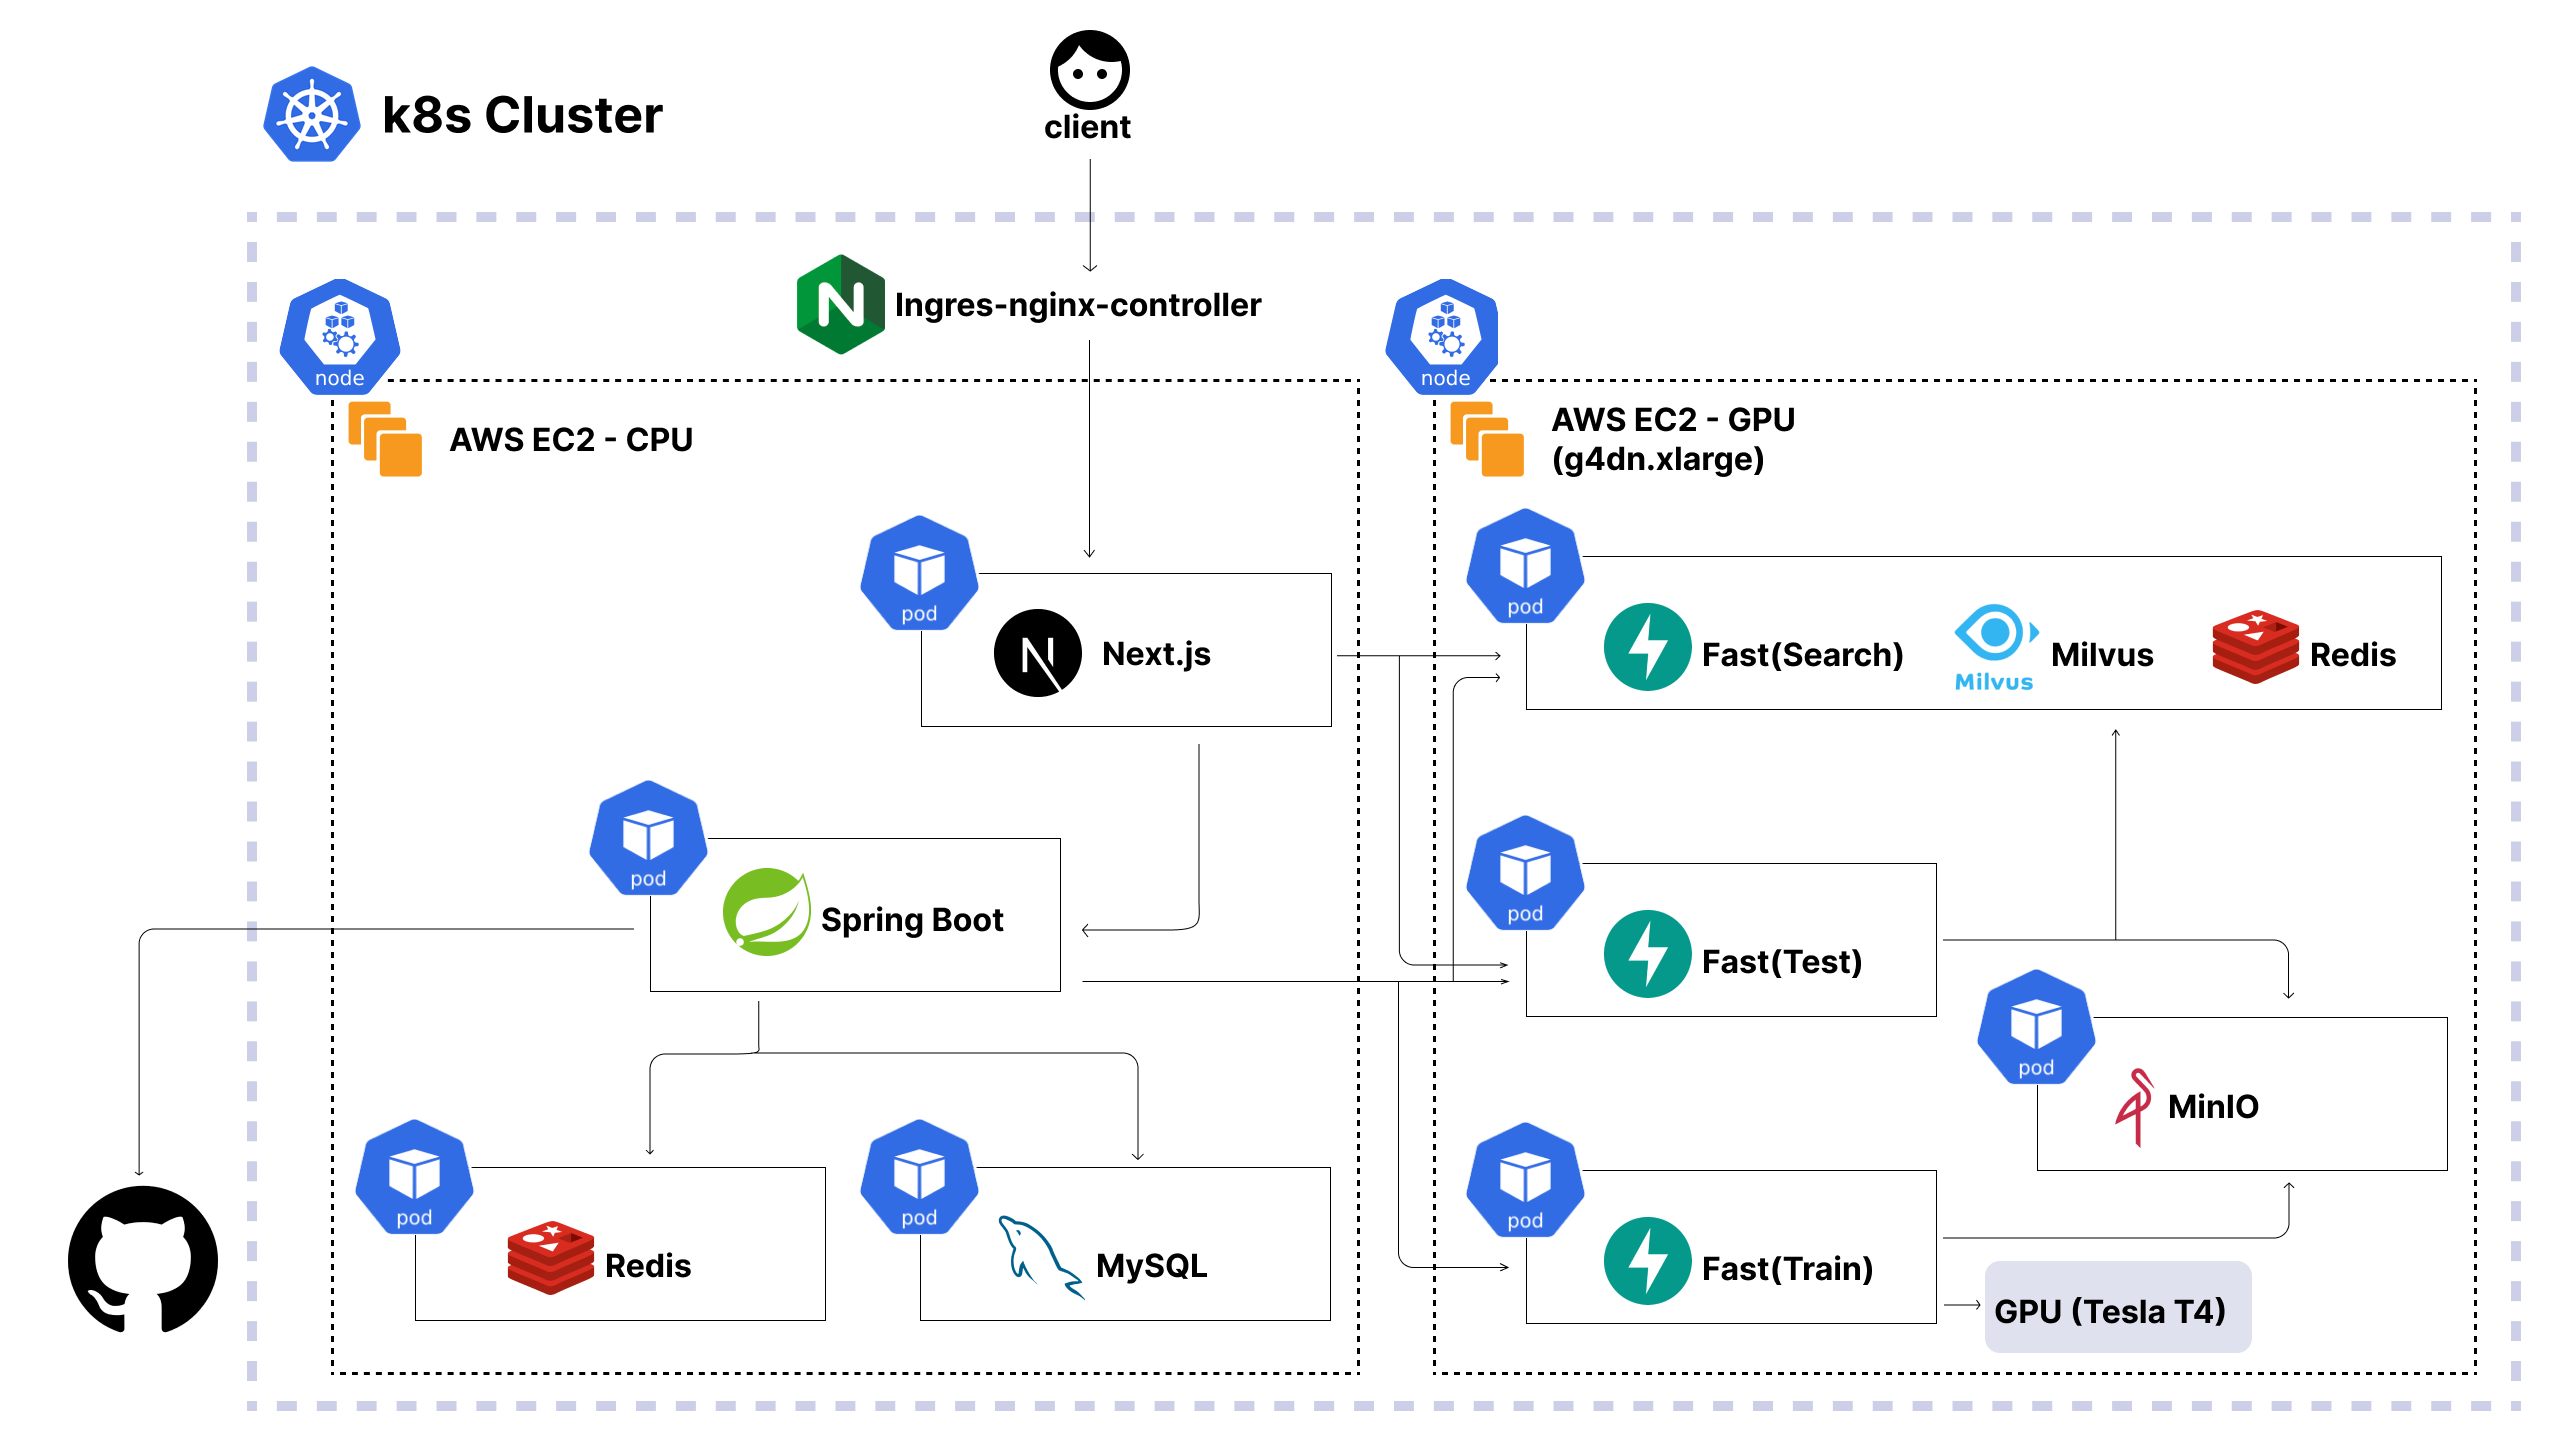 k8s Cluster
client
Ingres-nginx-controller
node
AWS EC2 - CPU
node
AWS EC2 - GPU
(g4dn.xlarge)
pod
Next.js
pod
Fast(Search)
Milvus
Milvus
Redis
pod
Spring Boot
pod
Fast(Test)
pod
MinIO
pod
Redis
pod
MySQL
pod
Fast(Train)
GPU (Tesla T4)